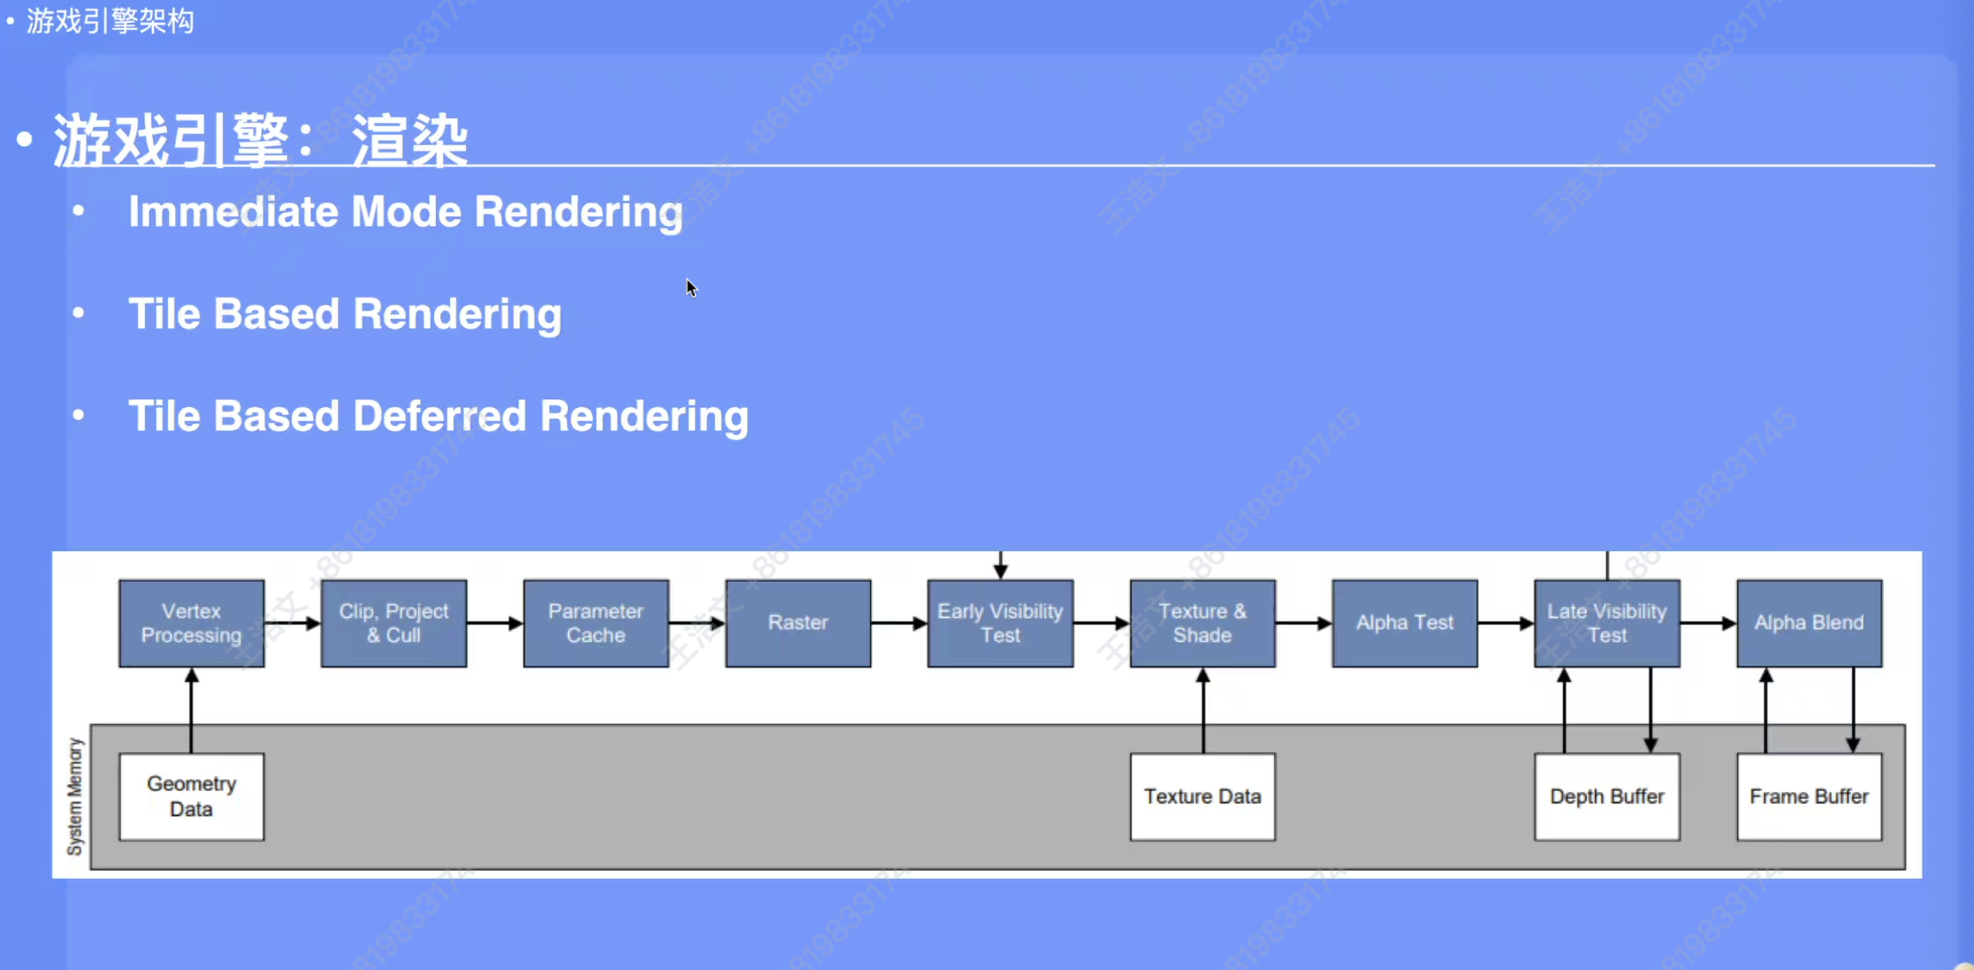 • 游戏引擎架构
• 游戏引擎：渲染
• Immediate Mode Rendering
• Tile Based Rendering
• Tile Based Deferred Rendering
Vertex
Processing
Clip, Project
& Cull
Parameter
Cache
Raster
Early Visibility
Test
Texture &
Shade
Alpha Test
Late Visibility
Test
Alpha Blend
System Memory
Geometry
Data
Texture Data
Depth Buffer
Frame Buffer
王浩文 +8618198331745